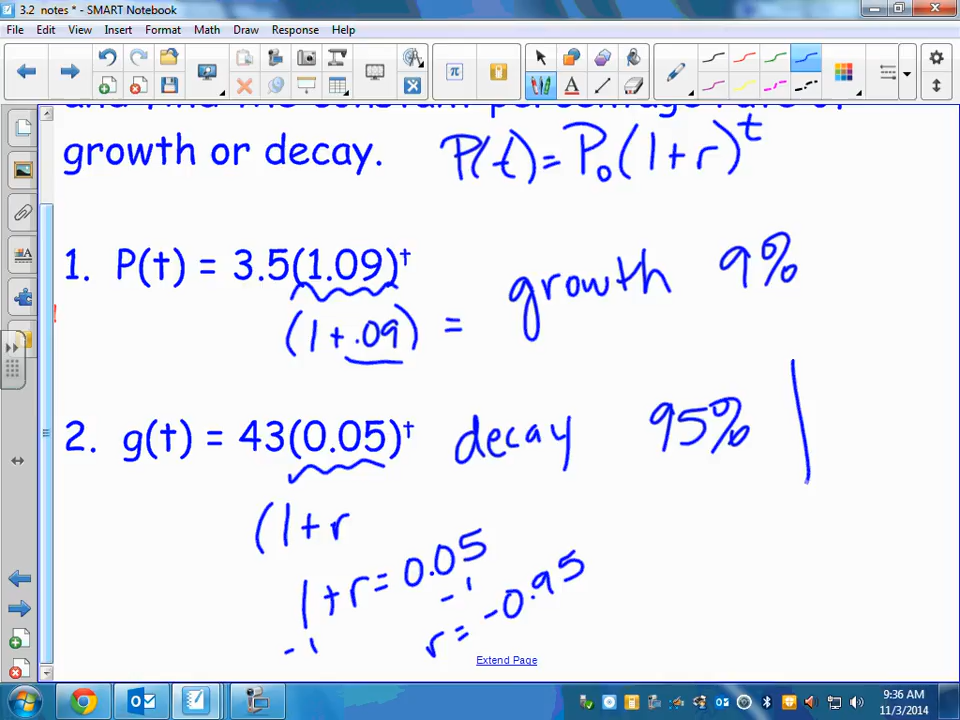 3.2 notes * - SMART Notebook
File Edit View Insert Format Math Draw Response Help
growth or decay. P(t) = P₀(1+r)ᵗ
1. P(t) = 3.5(1.09)ᵗ growth 9%
(1+.09) =
2. g(t) = 43(0.05)ᵗ decay 95%
(1+r
1+r = 0.05
-1 -1
r = -0.95
Extend Page
9:36 AM
11/3/2014